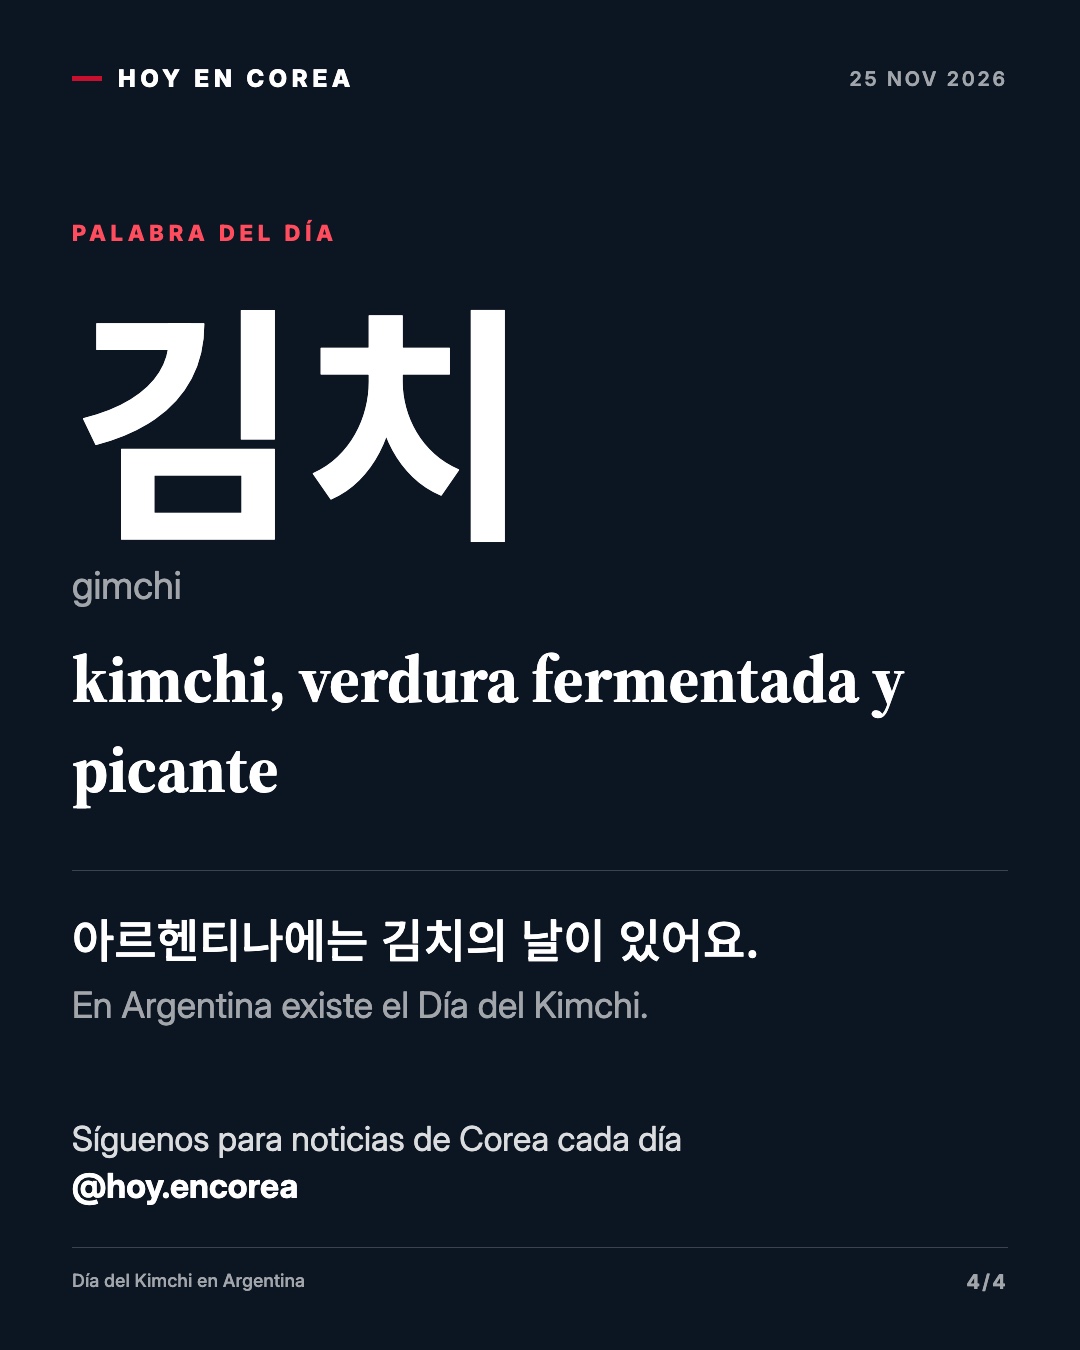 HOY EN COREA
25 NOV 2026
PALABRA DEL DÍA
김치
gimchi
kimchi, verdura fermentada y
picante
아르헨티나에는 김치의 날이 있어요.
En Argentina existe el Día del Kimchi.
Síguenos para noticias de Corea cada día
@hoy.encorea
Día del Kimchi en Argentina
4/4